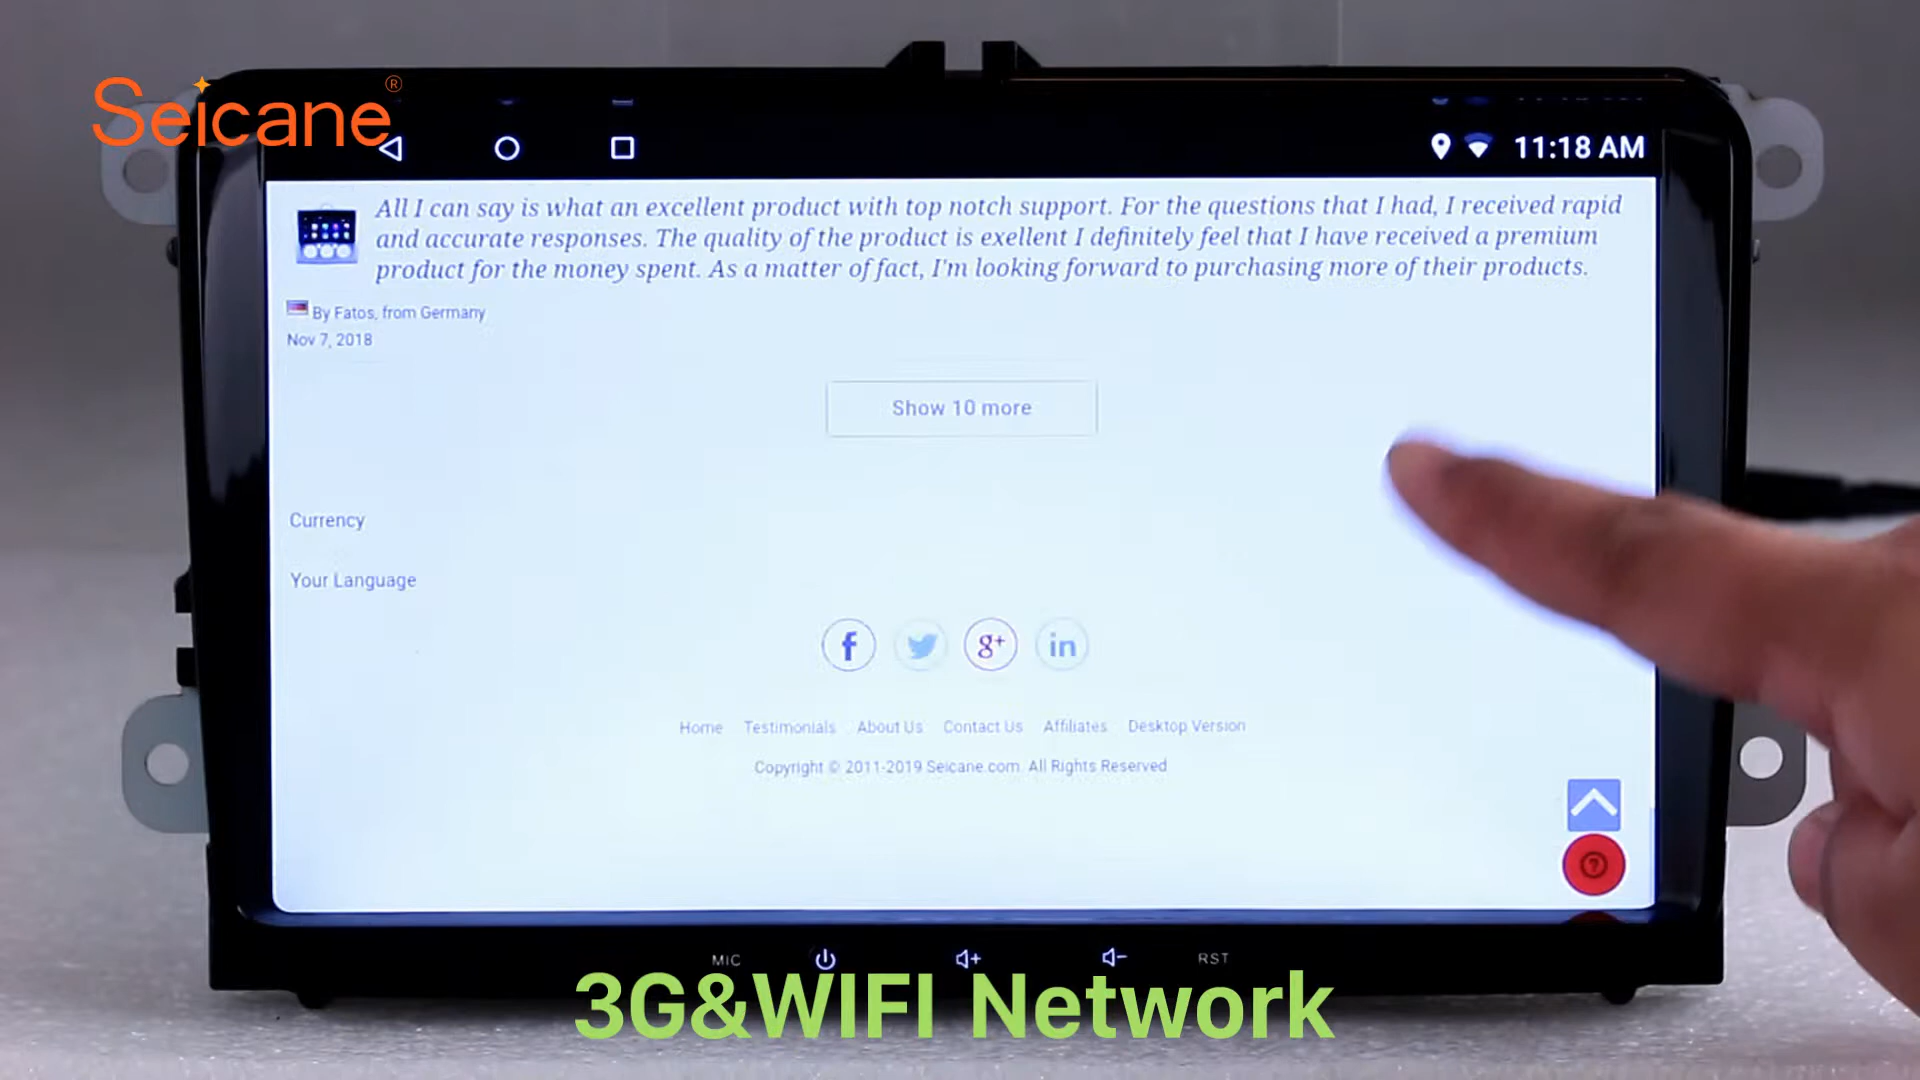 Seicane®
11:18 AM
All I can say is what an excellent product with top notch support. For the questions that I had, I received rapid
and accurate responses. The quality of the product is exellent I definitely feel that I have received a premium
product for the money spent. As a matter of fact, I'm looking forward to purchasing more of their products.
By Fatos, from Germany
Nov 7, 2018
Show 10 more
Currency
Your Language
f g+ in
Home Testimonials About Us Contact Us Affiliates Desktop Version
Copyright © 2011-2019 Seicane.com. All Rights Reserved
?
MIC RST
3G&WIFI Network